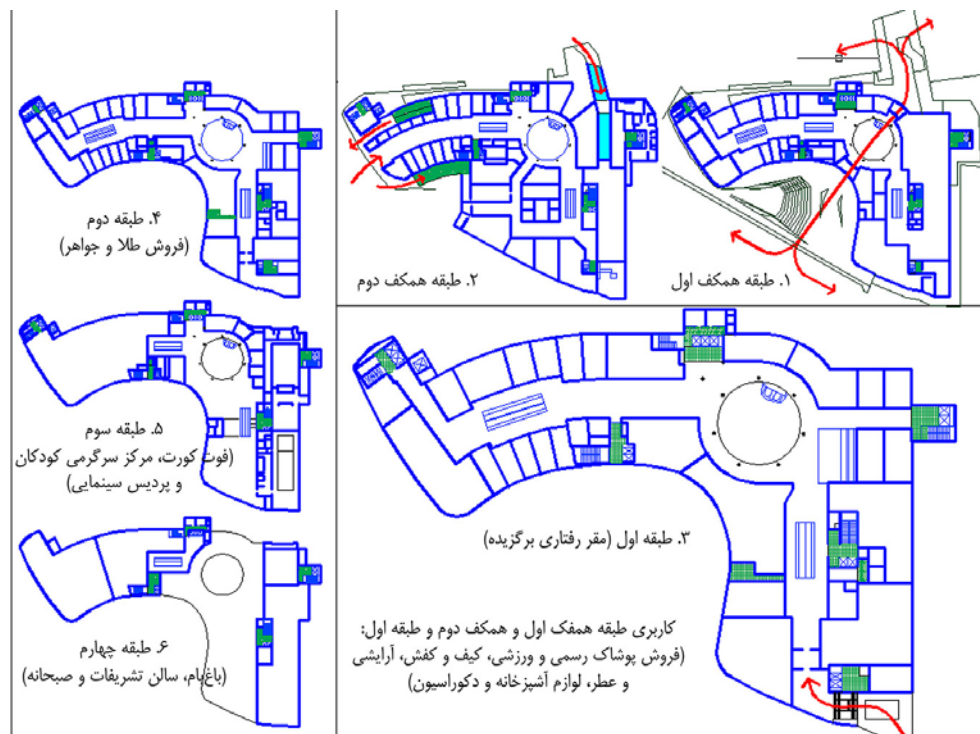 ۱. طبقه همکف اول
۲. طبقه همکف دوم
۳. طبقه اول (مقر رفتاری برگزیده)
کاربری طبقه همفک اول و همکف دوم و طبقه اول:
(فروش پوشاک رسمی و ورزشی، کیف و کفش، آرایشی
و عطر، لوازم آشپزخانه و دکوراسیون)
۴. طبقه دوم
(فروش طلا و جواهر)
۵. طبقه سوم
(فوت کورت، مرکز سرگرمی کودکان
و پردیس سینمایی)
۶. طبقه چهارم
(باغ‌بام، سالن تشریفات و صبحانه)